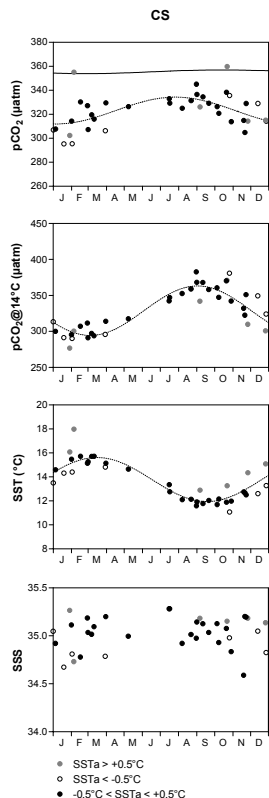 CS
380
360
340
320
300
280
260
pCO2 (µatm)
J F M A M J J A S O N D
450
400
350
300
250
pCO2@14°C (µatm)
J F M A M J J A S O N D
20
18
16
14
12
10
8
SST (°C)
J F M A M J J A S O N D
35.5
35.0
34.5
34.0
SSS
J F M A M J J A S O N D
SSTa > +0.5°C
SSTa < -0.5°C
-0.5°C < SSTa < +0.5°C